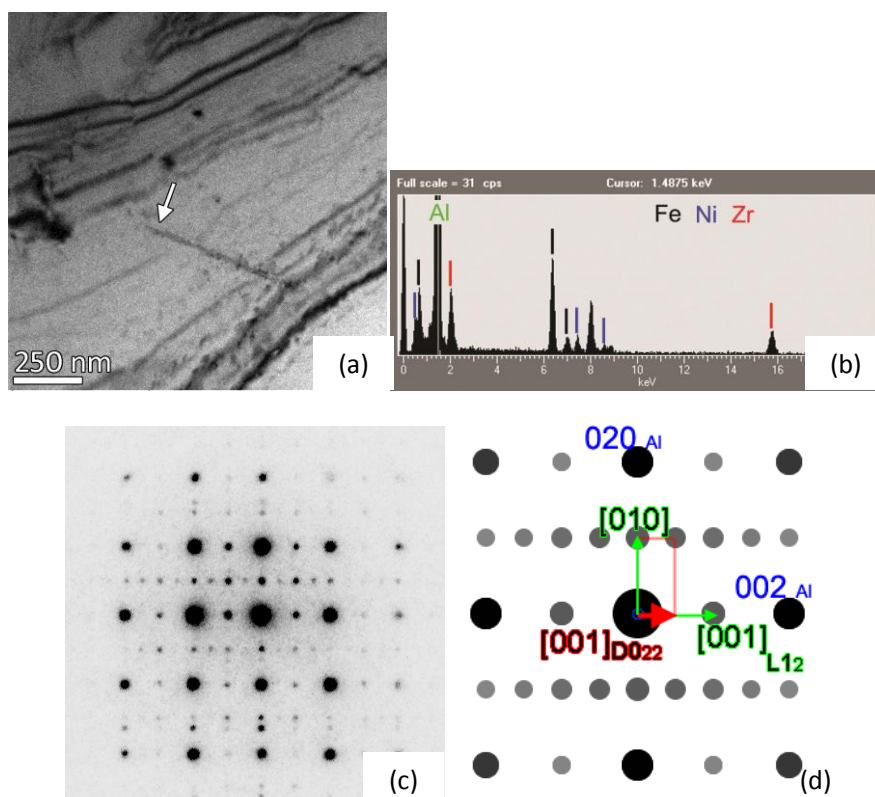 250 nm
(a)
Full scale = 31 cps Cursor: 1.4875 keV
Al Fe Ni Zr
0 2 4 6 8 10 12 14 16
keV
(b)
(c)
020 Al
[010]
002 Al
[001]D022
[001]L12
(d)